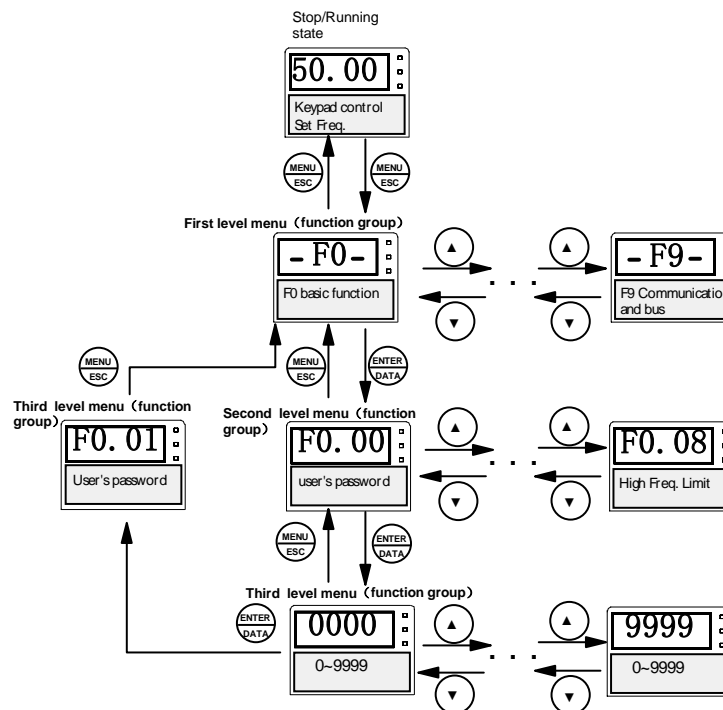 Stop/Running
state
50.00
Keypad control
Set Freq.
MENU
ESC
MENU
ESC
First level menu（function group）
-F0-
F0 basic function
▲
▼
. . .
▲
▼
-F9-
F9 Communicatio
and bus
MENU
ESC
MENU
ESC
ENTER
DATA
Third level menu（function
group）
F0.01
User's password
Second level menu（function
group）
F0.00
user's password
▲
▼
. . .
▲
▼
F0.08
High Freq. Limit
MENU
ESC
ENTER
DATA
Third level menu（function group）
ENTER
DATA
0000
0~9999
▲
▼
. . .
▲
▼
9999
0~9999